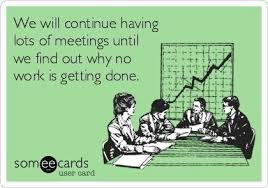 We will continue having
lots of meetings until
we find out why no
work is getting done.
someecards
user card